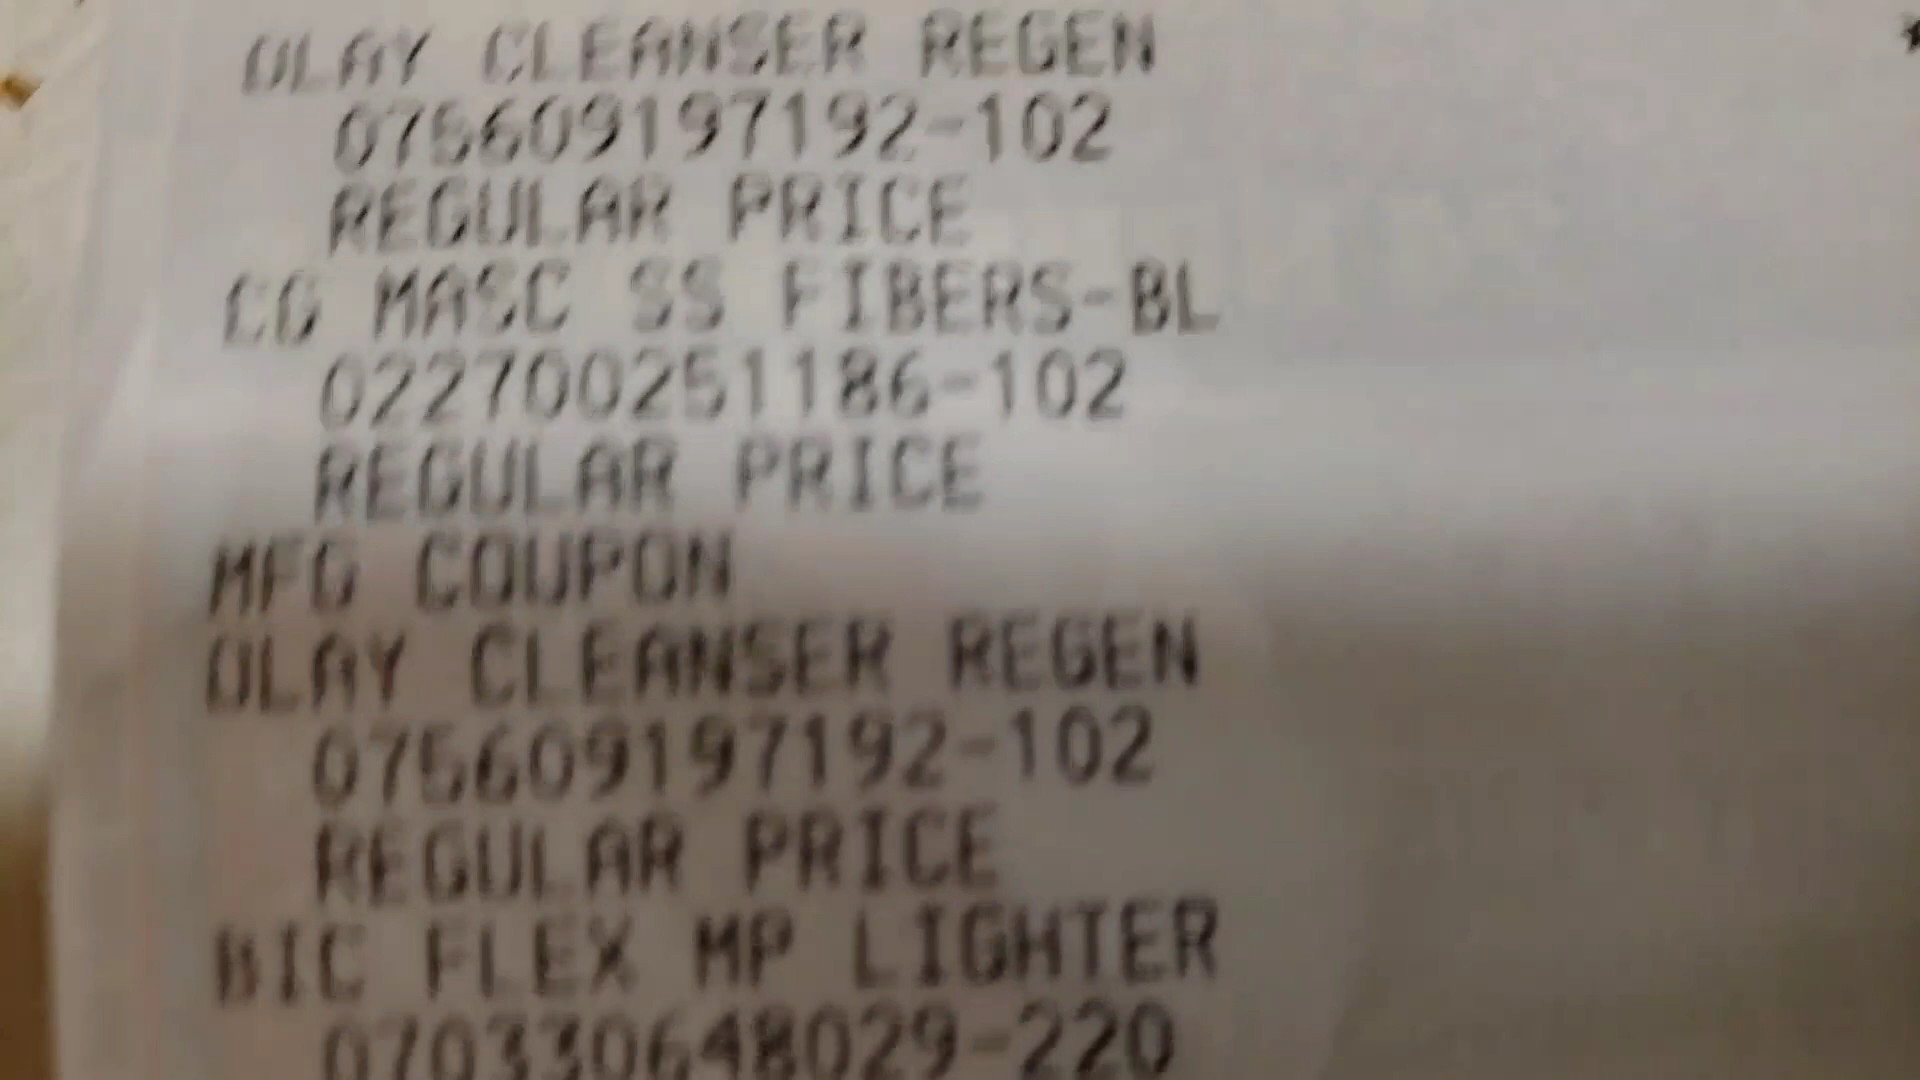 OLAY CLEANSER REGEN
075609197192-102
REGULAR PRICE
CG MASC SS FIBERS-BL
022700251186-102
REGULAR PRICE
MFG COUPON
OLAY CLEANSER REGEN
075609197192-102
REGULAR PRICE
BIC FLEX MP LIGHTER
070330648029-220